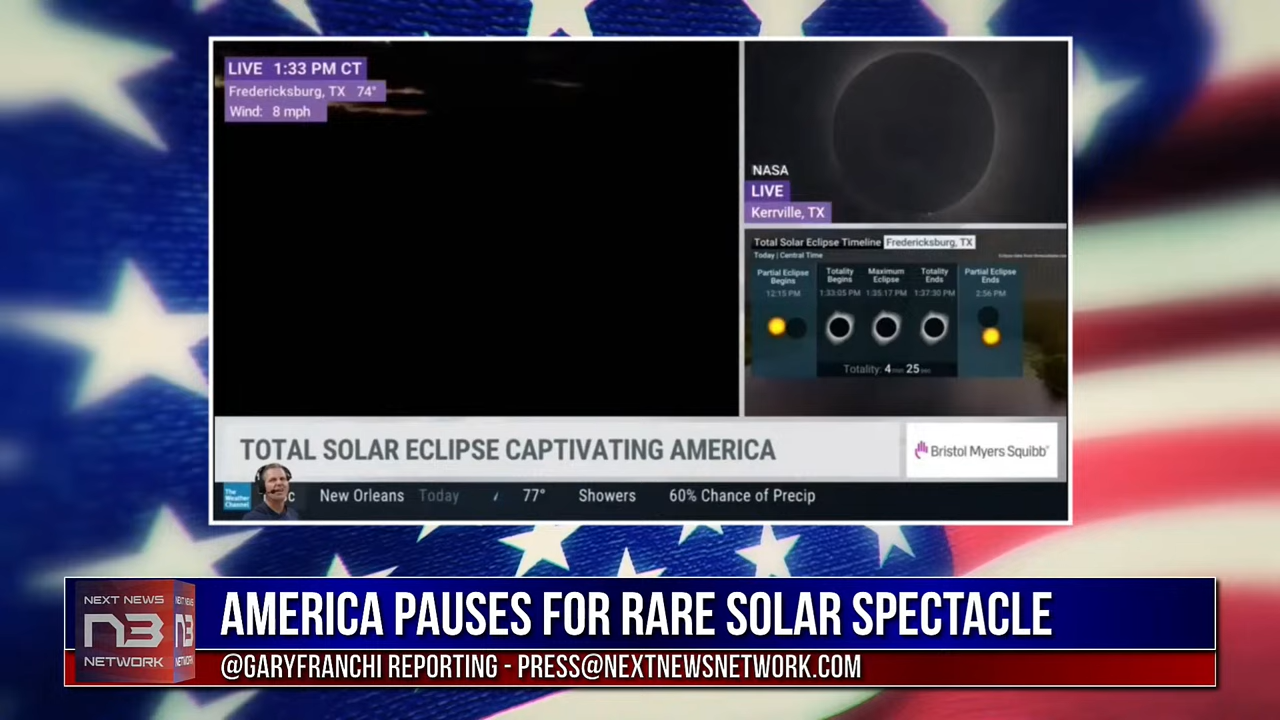 LIVE 1:33 PM CT
Fredericksburg, TX 74°
Wind: 8 mph
NASA
LIVE
Kerrville, TX
Total Solar Eclipse Timeline Fredericksburg, TX
Today | Central Time
Partial Eclipse Begins
12:15 PM
Totality Begins
1:33:05 PM
Maximum Eclipse
1:35:17 PM
Totality Ends
1:37:30 PM
Partial Eclipse Ends
2:56 PM
Totality: 4 min 25 sec
TOTAL SOLAR ECLIPSE CAPTIVATING AMERICA
Bristol Myers Squibb
The Weather Channel
New Orleans Today 77° Showers 60% Chance of Precip
NEXT NEWS
N3
NETWORK
AMERICA PAUSES FOR RARE SOLAR SPECTACLE
@GARYFRANCHI REPORTING - PRESS@NEXTNEWSNETWORK.COM